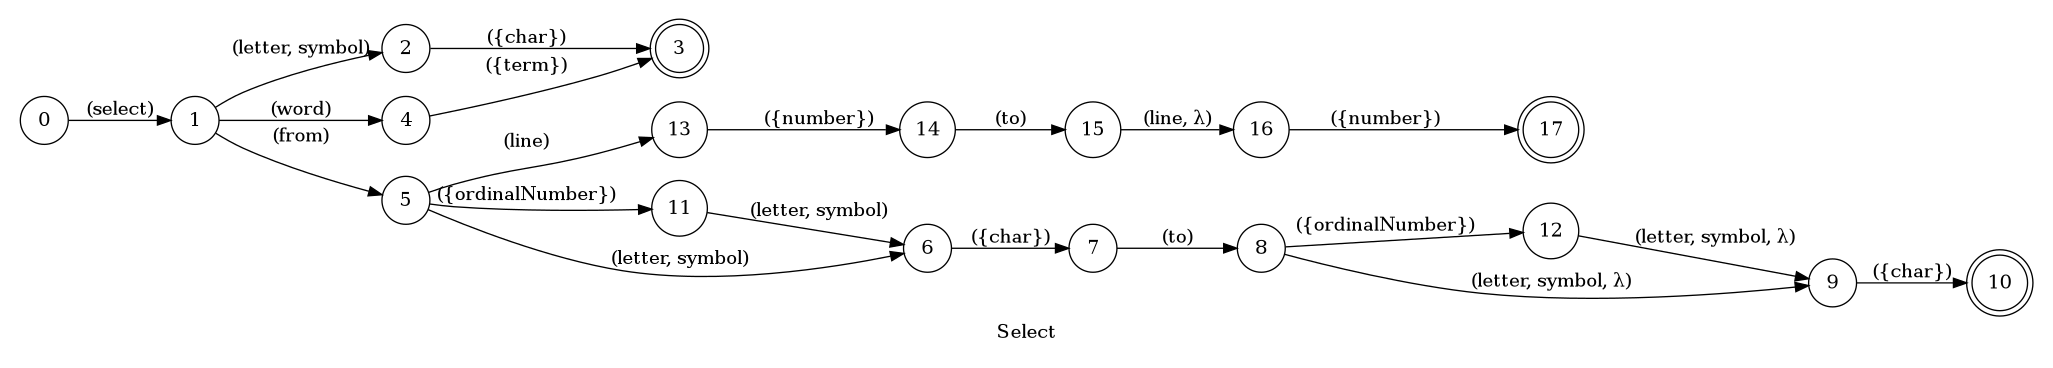 (letter, symbol)
2
({char})
3
({term})
0
(select)
1
(word)
4
(from)
(line)
13
({number})
14
(to)
15
(line, λ)
16
({number})
17
5
({ordinalNumber})
11
(letter, symbol)
(letter, symbol)
6
({char})
7
(to)
8
({ordinalNumber})
12
(letter, symbol, λ)
(letter, symbol, λ)
9
({char})
10
Select